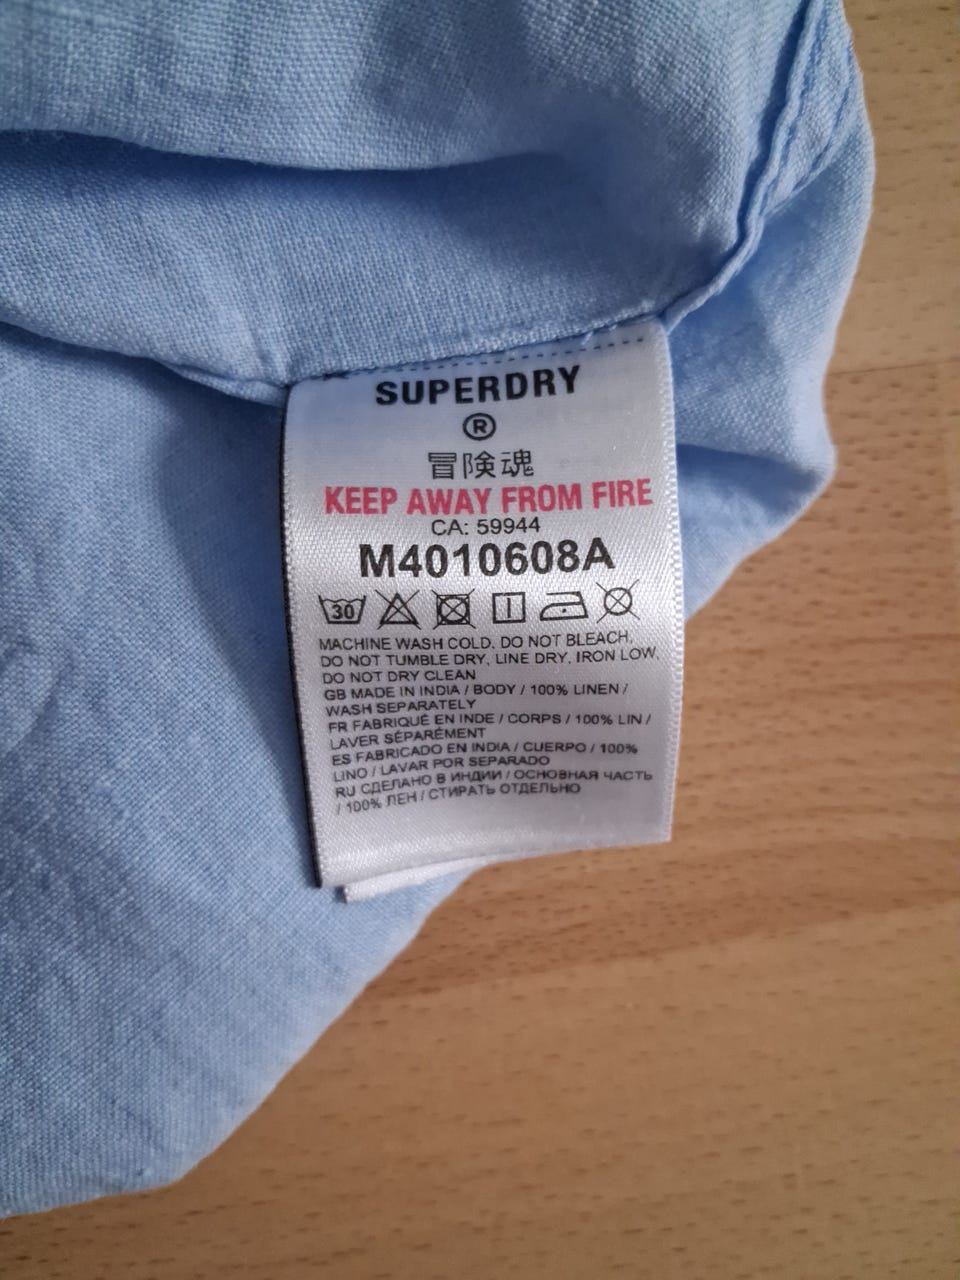 SUPERDRY
®
冒険魂
KEEP AWAY FROM FIRE
CA: 59944
M4010608A
30
MACHINE WASH COLD, DO NOT BLEACH,
DO NOT TUMBLE DRY, LINE DRY, IRON LOW,
DO NOT DRY CLEAN
GB MADE IN INDIA / BODY / 100% LINEN /
WASH SEPARATELY
FR FABRIQUÉ EN INDE / CORPS / 100% LIN /
LAVER SÉPARÉMENT
ES FABRICADO EN INDIA / CUERPO / 100%
LINO / LAVAR POR SEPARADO
RU СДЕЛАНО В ИНДИИ / ОСНОВНАЯ ЧАСТЬ
/ 100% ЛЕН / СТИРАТЬ ОТДЕЛЬНО